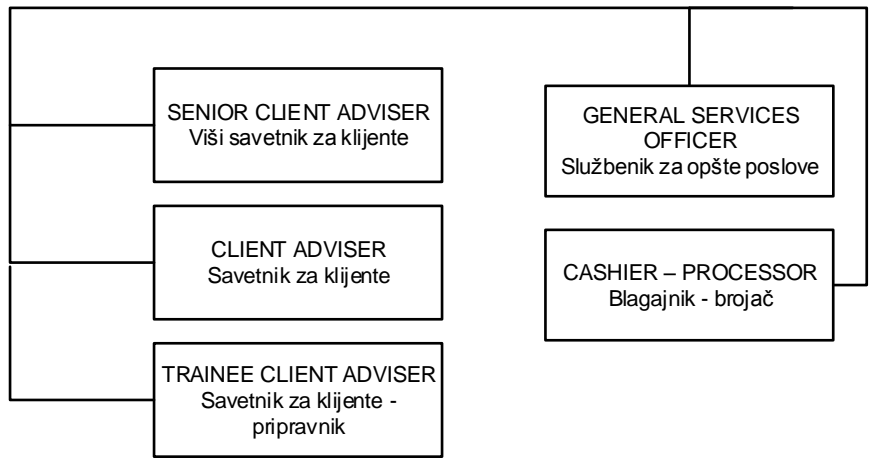 SENIOR CLIENT ADVISER
Viši savetnik za klijente
CLIENT ADVISER
Savetnik za klijente
TRAINEE CLIENT ADVISER
Savetnik za klijente -
pripravnik
GENERAL SERVICES
OFFICER
Službenik za opšte poslove
CASHIER – PROCESSOR
Blagajnik - brojač